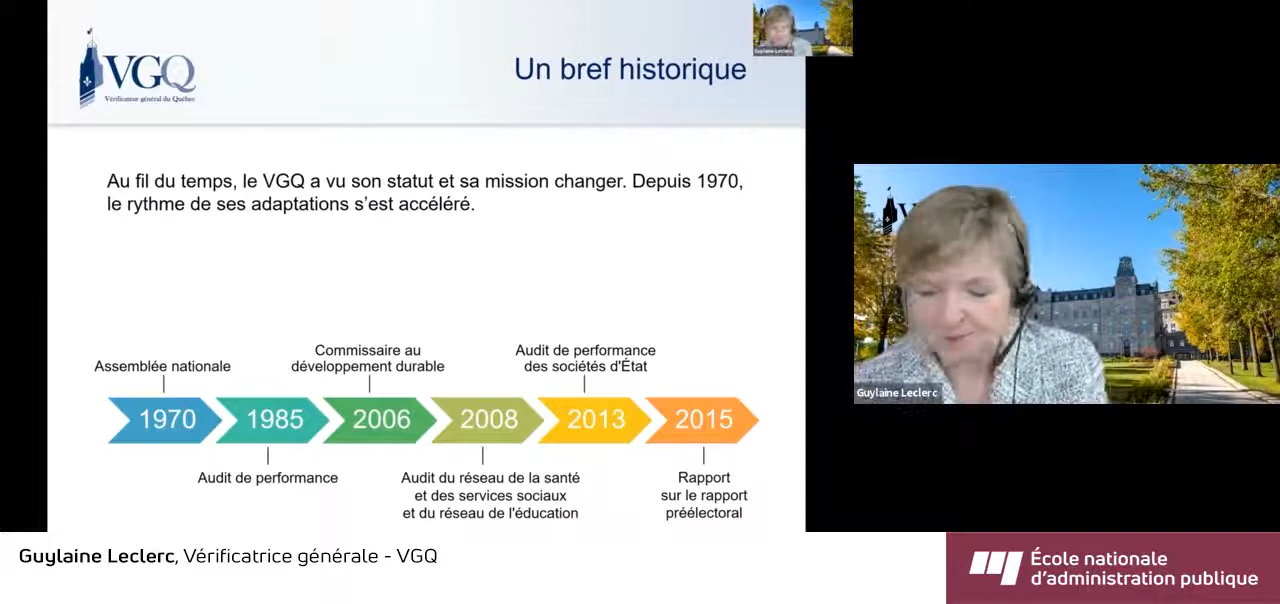 VGQ
Vérificateur général du Québec
Un bref historique
Guylaine Leclerc
Au fil du temps, le VGQ a vu son statut et sa mission changer. Depuis 1970,
le rythme de ses adaptations s’est accéléré.
Assemblée nationale
Commissaire au
développement durable
Audit de performance
des sociétés d'État
1970
1985
2006
2008
2013
2015
Audit de performance
Audit du réseau de la santé
et des services sociaux
et du réseau de l'éducation
Rapport
sur le rapport
préélectoral
Guylaine Leclerc
Guylaine Leclerc, Vérificatrice générale - VGQ
École nationale
d’administration publique